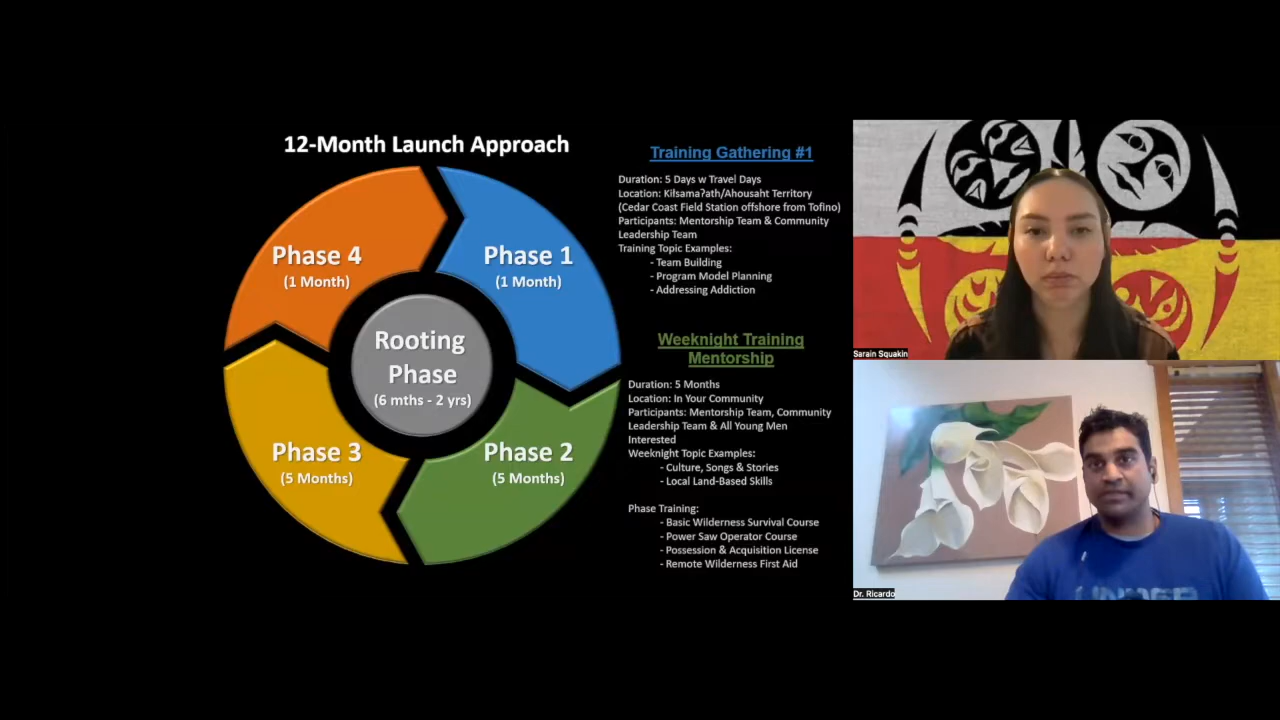 12-Month Launch Approach
Phase 4
(1 Month)
Phase 1
(1 Month)
Rooting
Phase
(6 mths - 2 yrs)
Phase 3
(5 Months)
Phase 2
(5 Months)
Training Gathering #1
Duration: 5 Days w Travel Days
Location: Kiłsamaʔath/Ahousaht Territory
(Cedar Coast Field Station offshore from Tofino)
Participants: Mentorship Team & Community
Leadership Team
Training Topic Examples:
- Team Building
- Program Model Planning
- Addressing Addiction
Weeknight Training
Mentorship
Duration: 5 Months
Location: In Your Community
Participants: Mentorship Team, Community
Leadership Team & All Young Men
Interested
Weeknight Topic Examples:
- Culture, Songs & Stories
- Local Land-Based Skills
Phase Training:
- Basic Wilderness Survival Course
- Power Saw Operator Course
- Possession & Acquisition License
- Remote Wilderness First Aid
Sarain Squakin
Dr. Ricardo